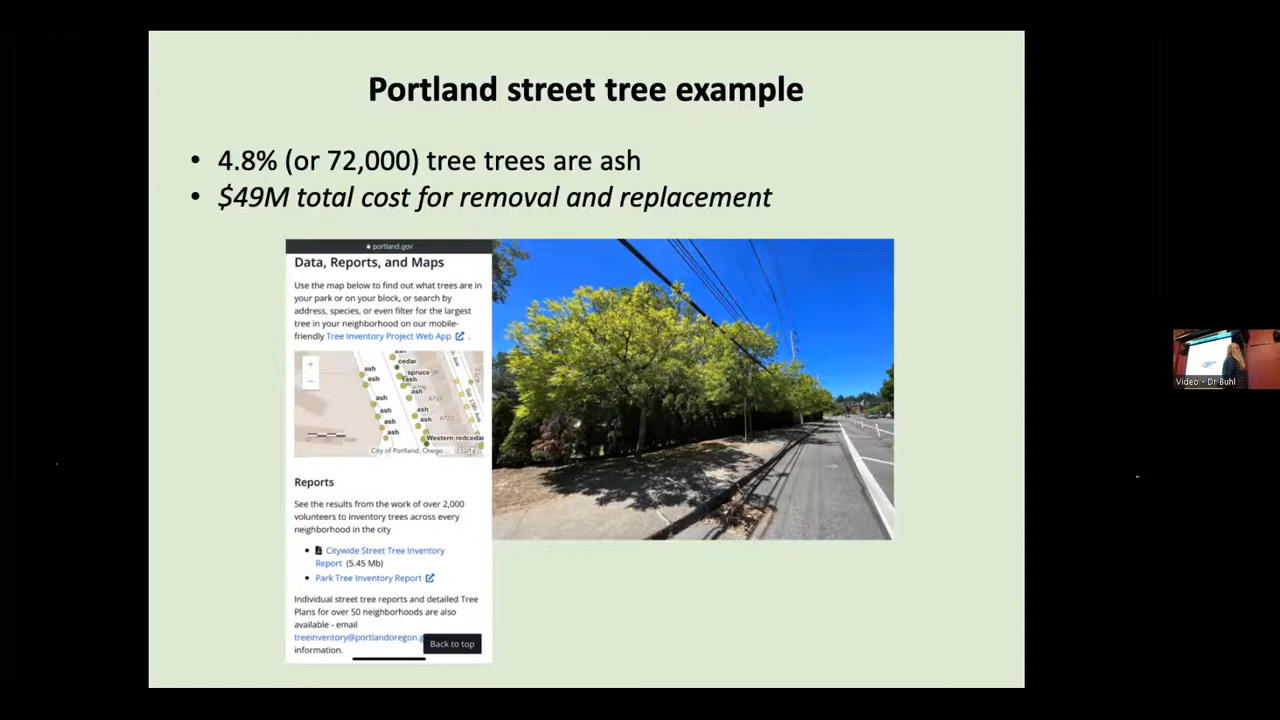 Portland street tree example
• 4.8% (or 72,000) tree trees are ash
• $49M total cost for removal and replacement
portland.gov
Data, Reports, and Maps
Use the map below to find out what trees are in
your park or on your block, or search by
address, species, or even filter for the largest
tree in your neighborhood on our mobile-
friendly Tree Inventory Project Web App .
ash
cedar
ash
spruce
ash
ash
ash
ash
ash
ash
ash
ash
ash
Western redcedar
City of Portland, Orego...
Reports
See the results from the work of over 2,000
volunteers to inventory trees across every
neighborhood in the city
• Citywide Street Tree Inventory
Report (5.45 Mb)
• Park Tree Inventory Report
Individual street tree reports and detailed Tree
Plans for over 50 neighborhoods are also
available - email
treeinventory@portlandoregon.g
Back to top
information.
Video - Dr Buhl